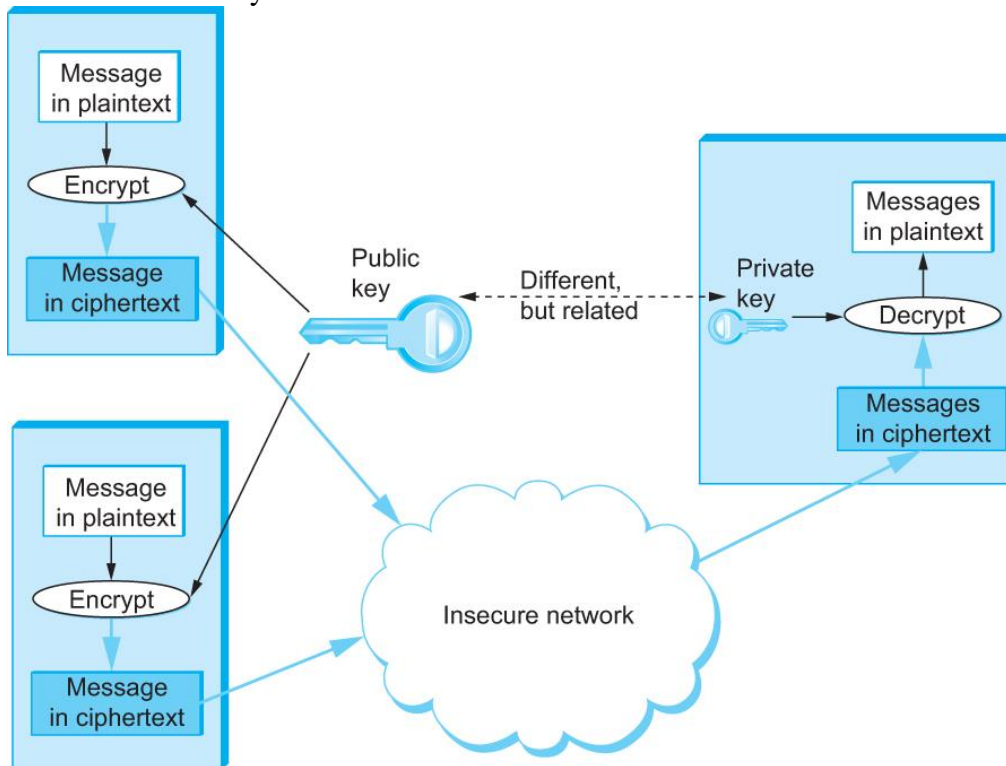 Message
in plaintext
Encrypt
Message
in ciphertext
Public
key
Different,
but related
Private
key
Messages
in plaintext
Decrypt
Messages
in ciphertext
Message
in plaintext
Encrypt
Message
in ciphertext
Insecure network